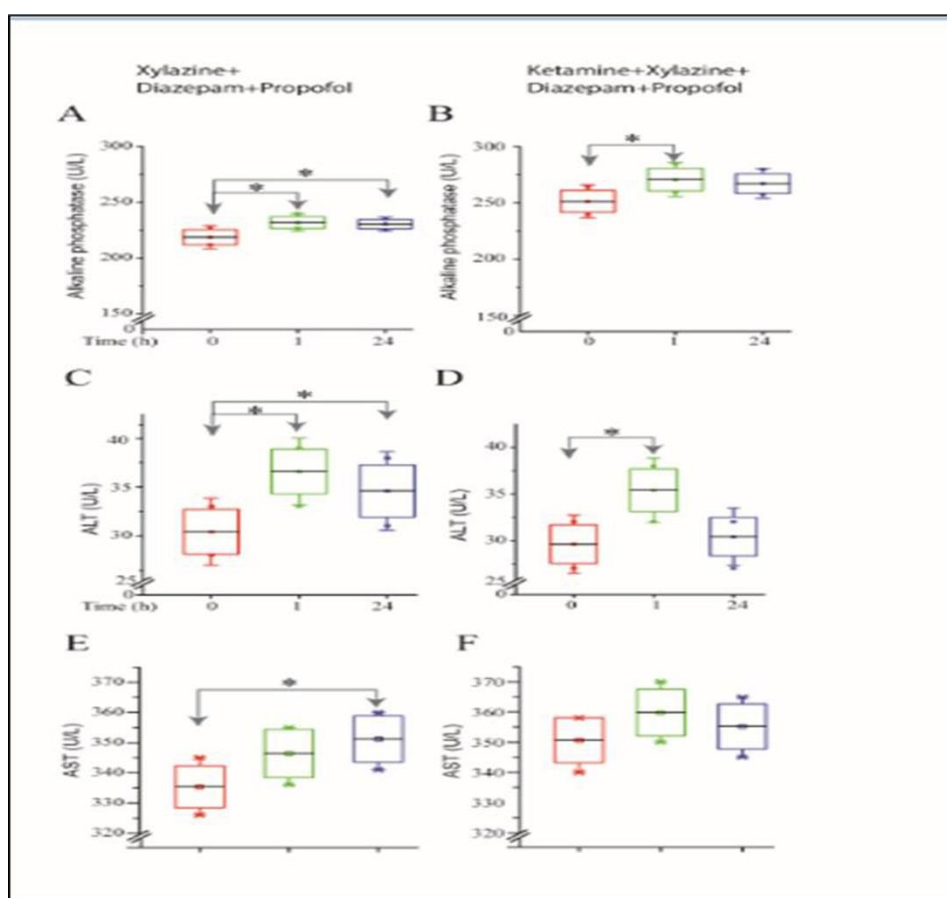 Xylazine+
Diazepam+Propofol
Ketamine+Xylazine+
Diazepam+Propofol
A
B
Alkaline phosphatase (U/L)
300
250
200
150
0
*
*
Time (h)
0
1
24
Alkaline phosphatase (U/L)
300
250
200
150
0
*
0
1
24
C
D
ALT (U/L)
40
35
30
25
0
*
*
Time (h)
0
1
24
ALT (U/L)
40
35
30
0
*
0
1
24
E
F
AST (U/L)
370
360
350
340
330
320
*
AST (U/L)
370
360
350
340
330
320